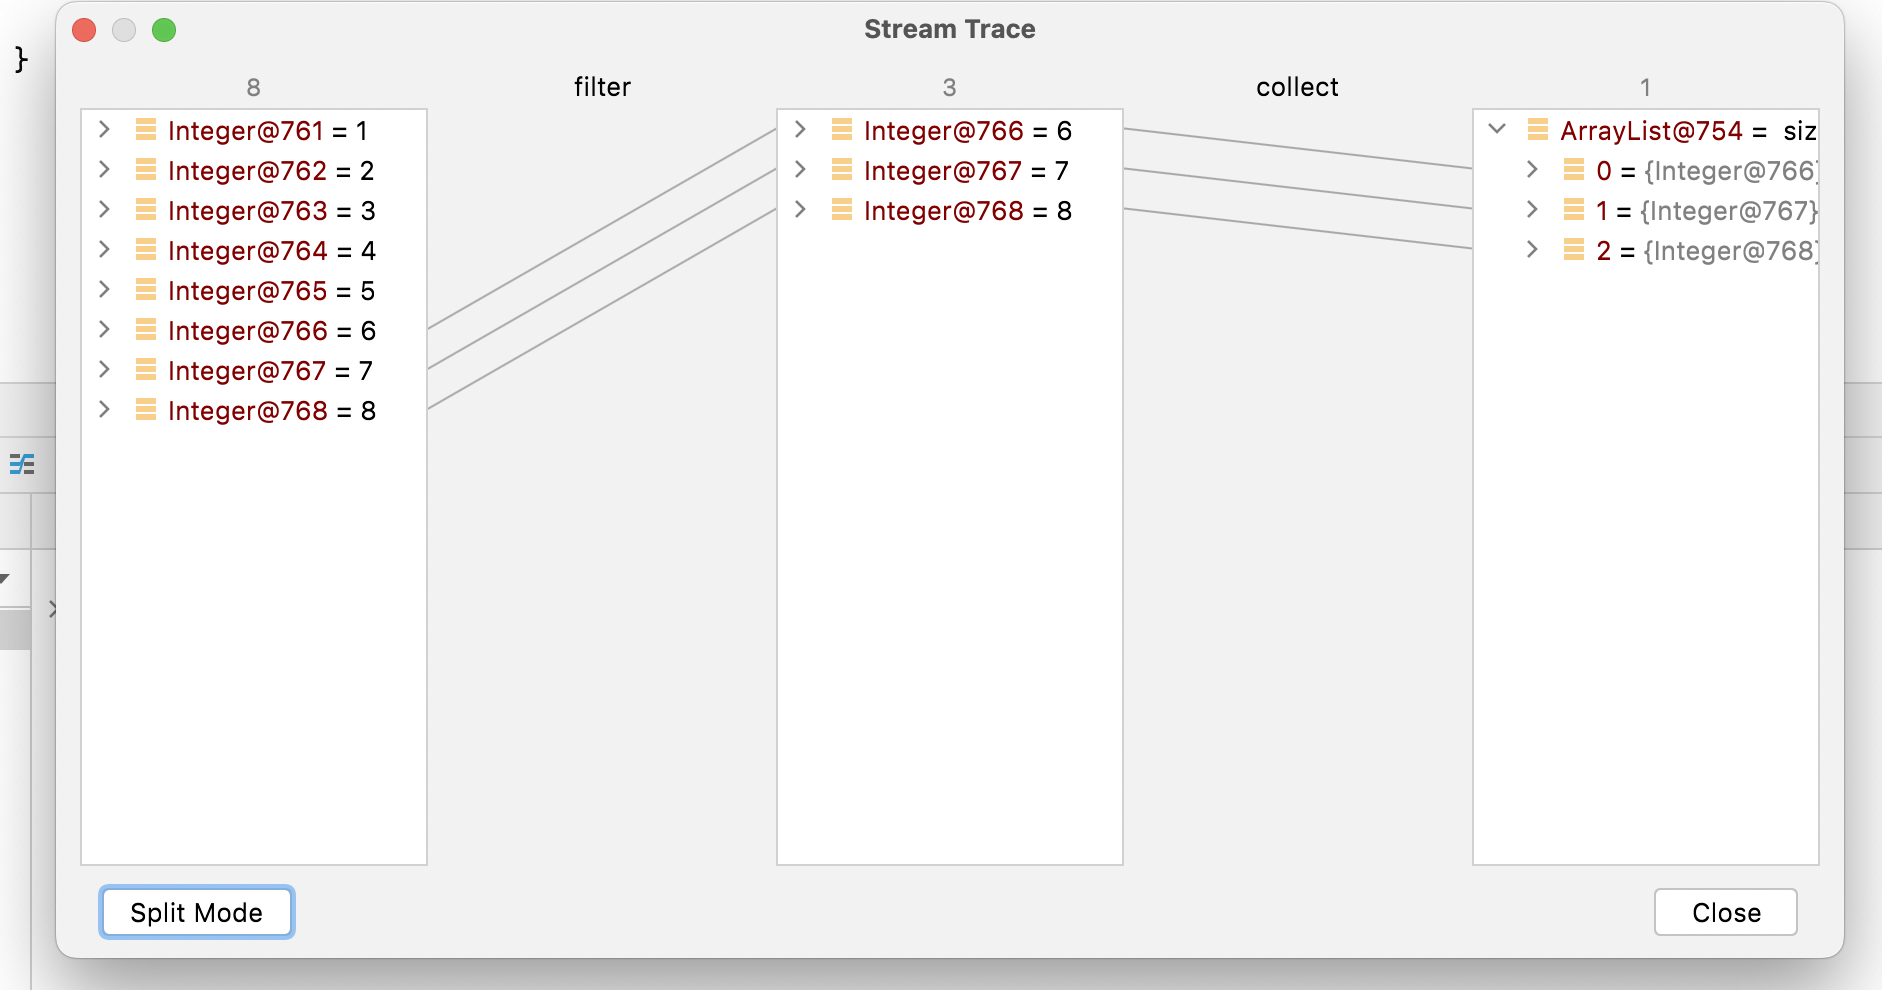 }
Stream Trace
8
filter
3
collect
1
Integer@761 = 1
Integer@762 = 2
Integer@763 = 3
Integer@764 = 4
Integer@765 = 5
Integer@766 = 6
Integer@767 = 7
Integer@768 = 8
Integer@766 = 6
Integer@767 = 7
Integer@768 = 8
ArrayList@754 = siz
0 = {Integer@766}
1 = {Integer@767}
2 = {Integer@768}
Split Mode
Close